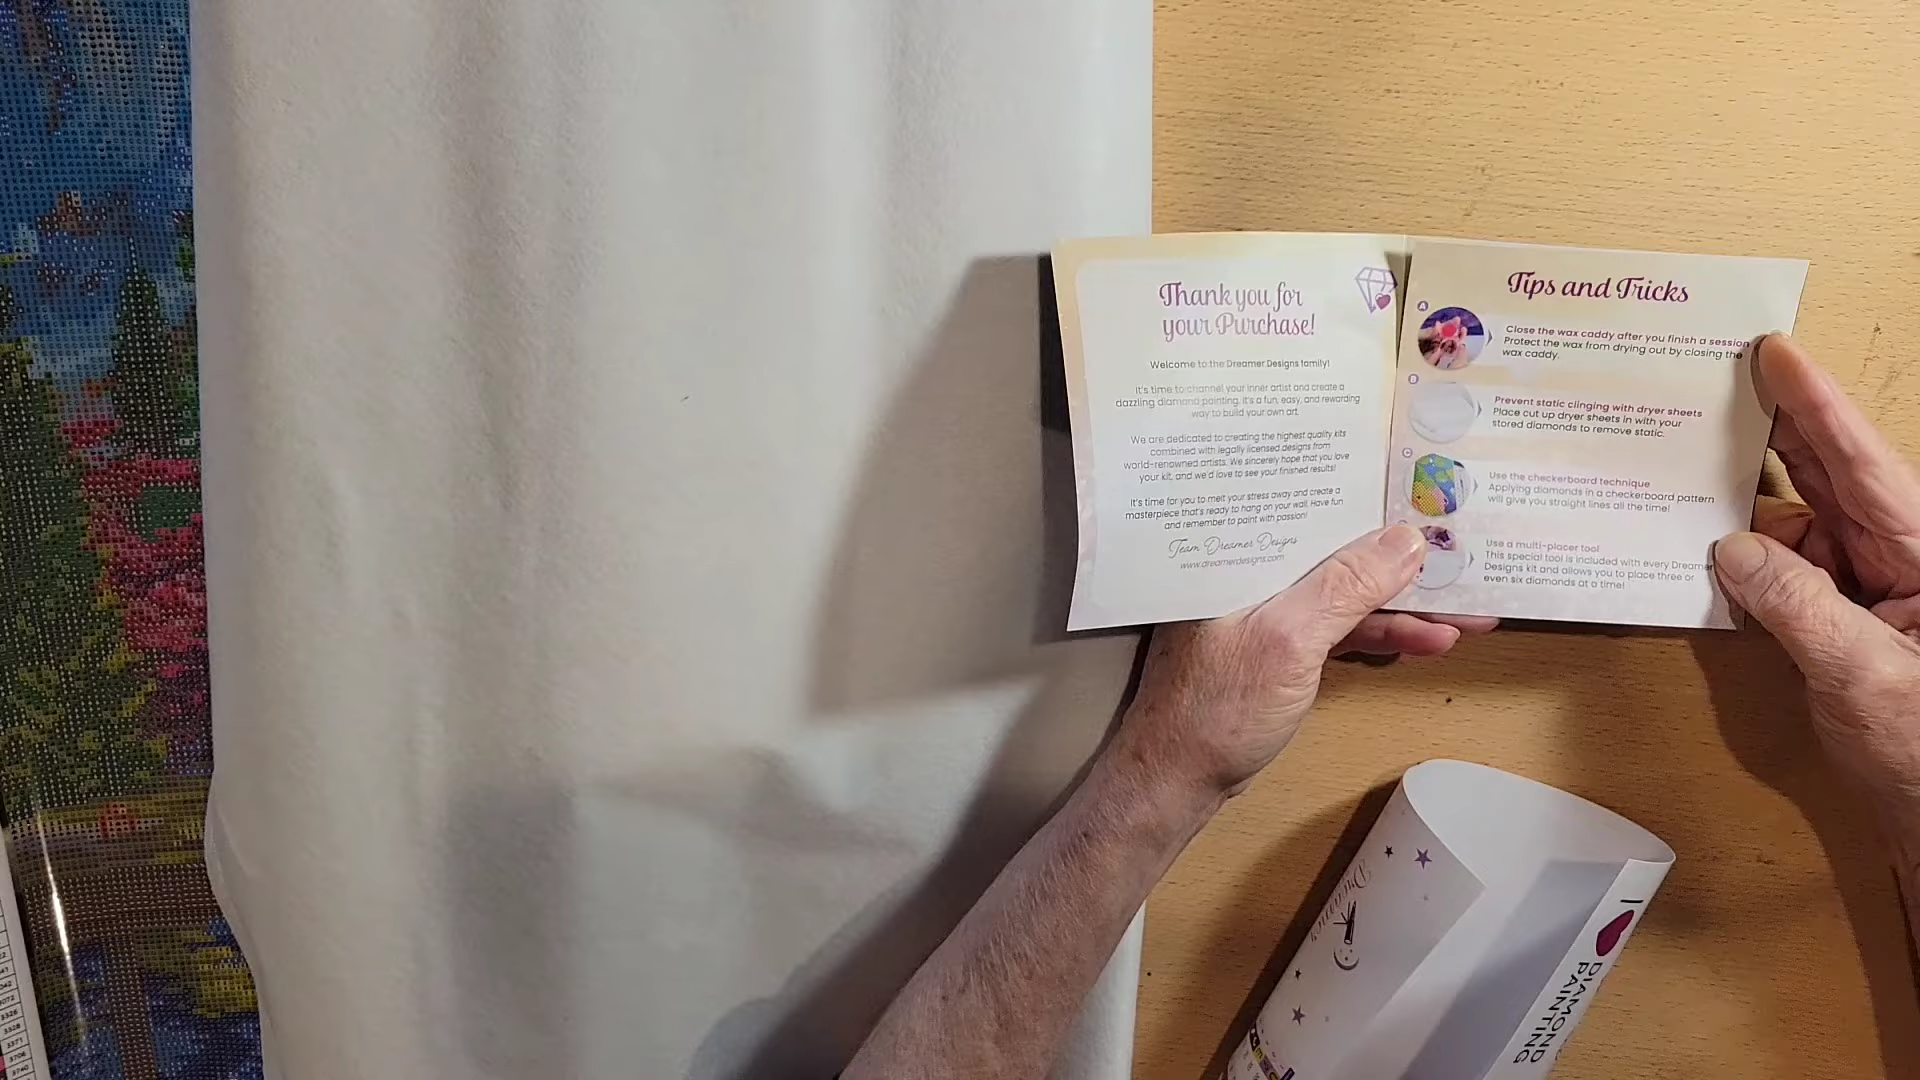 Thank you for
your Purchase!
Welcome to the Dreamer Designs family!
It's time to channel your inner artist and create a
dazzling diamond painting. It's a fun, easy, and rewarding
way to build your own art.
We are dedicated to creating the highest quality kits
combined with legally licensed designs from
world-renowned artists. We sincerely hope that you love
your kit, and we'd love to see your finished results!
It's time for you to melt your stress away and create a
masterpiece that's ready to hang on your wall. Have fun
and remember to paint with passion!
Team Dreamer Designs
www.dreamerdesigns.com
Tips and Tricks
A
Close the wax caddy after you finish a session
Protect the wax from drying out by closing the
wax caddy.
B
Prevent static clinging with dryer sheets
Place cut up dryer sheets in with your
stored diamonds to remove static.
C
Use the checkerboard technique
Applying diamonds in a checkerboard pattern
will give you straight lines all the time!
Use a multi-placer tool
This special tool is included with every Dreamer
Designs kit and allows you to place three or
even six diamonds at a time!
I
DIAMOND
PAINTING
3326
3328
3371
3706
3740